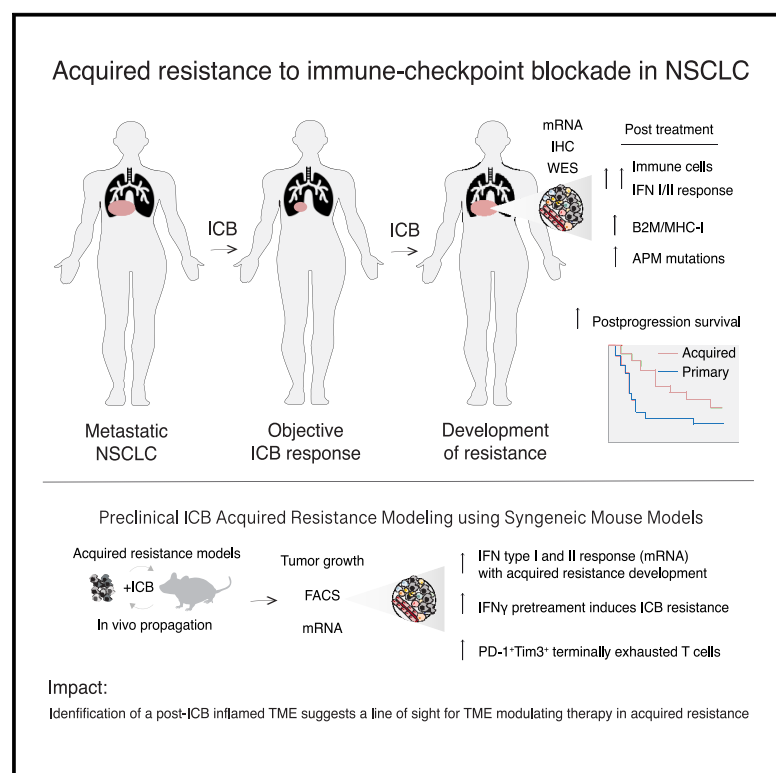 Acquired resistance to immune-checkpoint blockade in NSCLC
mRNA
IHC
WES
Post treatment
Immune cells
IFN I/II response
B2M/MHC-I
APM mutations
ICB
ICB
Postprogression survival
Acquired
Primary
Metastatic
NSCLC
Objective
ICB response
Development
of resistance
Preclinical ICB Acquired Resistance Modeling using Syngeneic Mouse Models
Acquired resistance models
+ICB
In vivo propagation
Tumor growth
FACS
mRNA
IFN type I and II response (mRNA)
with acquired resistance development
IFNγ pretreament induces ICB resistance
PD-1⁺Tim3⁺ terminally exhausted T cells
Impact:
Idenfification of a post-ICB inflamed TME suggests a line of sight for TME modulating therapy in acquired resistance